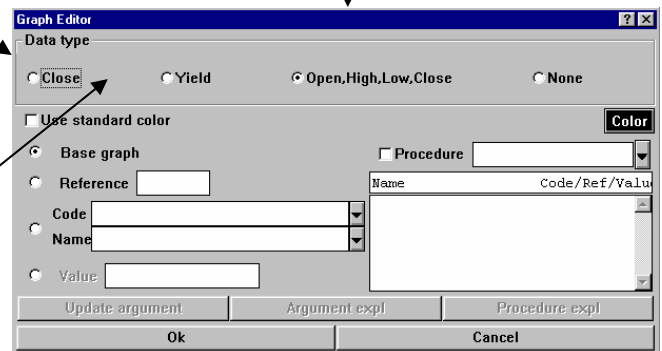 Graph Editor
Data type
Close Yield Open,High,Low,Close None
Use standard color Color
Base graph Procedure
Reference Name Code/Ref/Valu
Code
Name
Value
Update argument Argument expl Procedure expl
Ok Cancel